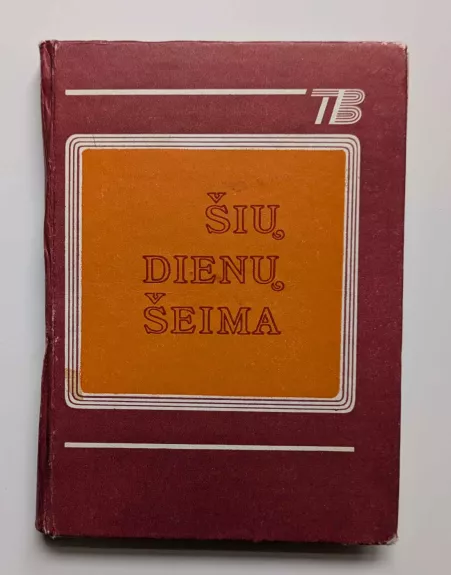 TB
ŠIŲ
DIENŲ
ŠEIMA